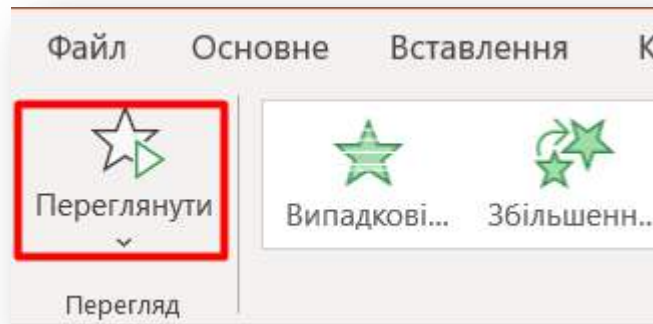 Файл Основне Вставлення К
Переглянути
Випадкові... Збільшенн...
Перегляд